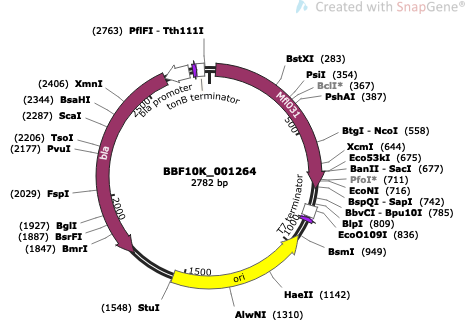 Created with SnapGene®
(2763) PflFI - Tth111I
BstXI (283)
PsiI (354)
BclI* (367)
PshAI (387)
BtgI - NcoI (558)
XcmI (644)
Eco53kI (675)
BanII - SacI (677)
PfoI* (711)
EcoNI (716)
BspQI - SapI (742)
BbvCI - Bpu10I (785)
BlpI (809)
EcoO109I (836)
BsmI (949)
HaeII (1142)
AlwNI (1310)
(1548) StuI
(1847) BmrI
(1887) BsrFI
(1927) BglI
(2029) FspI
(2177) PvuI
(2206) TsoI
(2287) ScaI
(2344) BsaHI
(2406) XmnI
bla promoter
tonB terminator
Mfl031
T7 terminator
ori
bla
500
1000
1500
2000
2500
BBF10K_001264
2782 bp